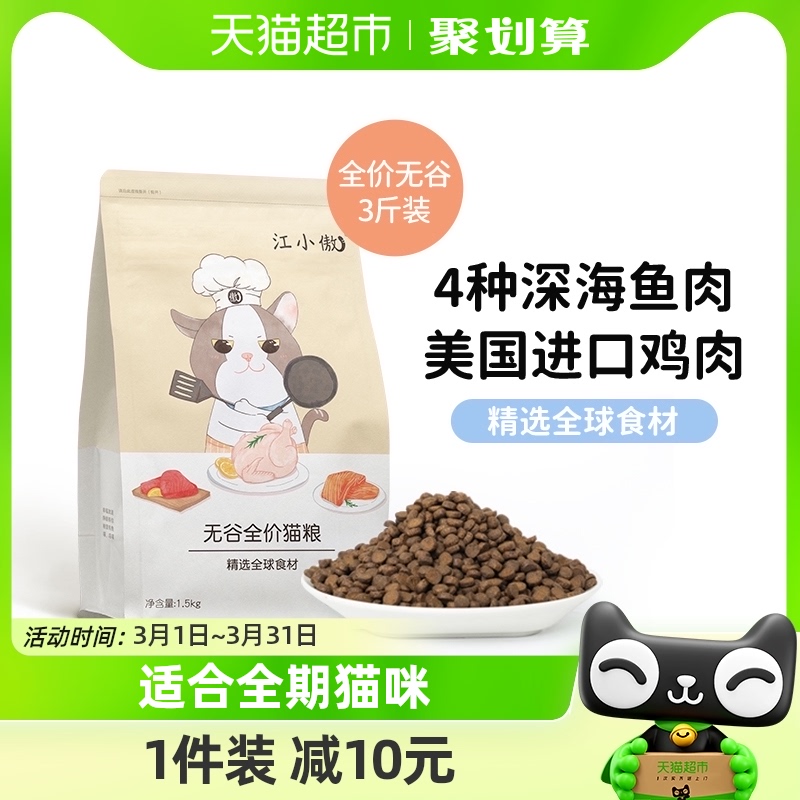 天猫超市 聚划算
全价无谷
3斤装
江小傲
4种深海鱼肉
美国进口鸡肉
精选全球食材
无谷全价猫粮
精选全球食材
净含量:1.5kg
活动时间: 3月1日~3月31日
适合全期猫咪
1件装 减10元
天猫超市